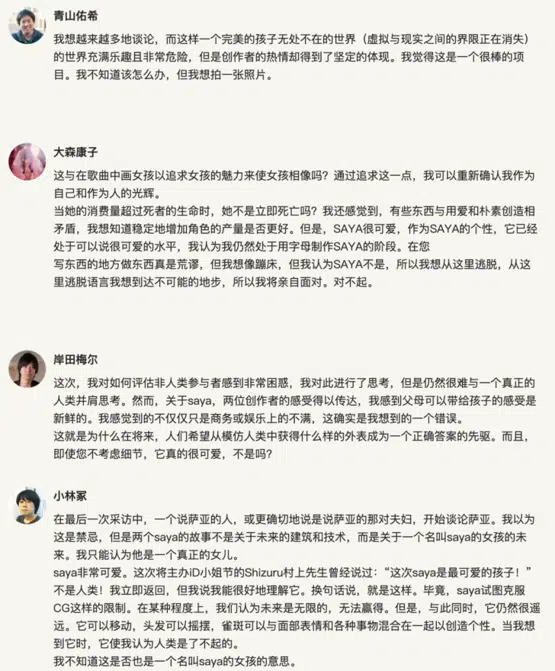 青山佑希
我想越来越多地谈论，而这样一个完美的孩子无处不在的世界（虚拟与现实之间的界限正在消失）
的世界充满乐趣且非常危险，但是创作者的热情却得到了坚定的体现。我觉得这是一个很棒的项
目。我不知道该怎么办，但我想拍一张照片。
大森康子
这与在歌曲中画女孩以追求女孩的魅力来使女孩相像吗？通过追求这一点，我可以重新确认我作为
自己和作为人的光辉。
当她的消费量超过死者的生命时，她不是立即死亡吗？我还感觉到，有些东西与用爱和朴素创造相
矛盾，我想知道稳定地增加角色的产量是否更好。但是，SAYA很可爱，作为SAYA的个性，它已经
处于可以说很可爱的水平，我认为我仍然处于用字母制作SAYA的阶段。在您
写东西的地方做东西真是荒谬，但我想像蹦床，但我认为SAYA不是，所以我想从这里逃脱，从这
里逃脱语言我想到达不可能的地步，所以我将亲自面对。对不起。
岸田梅尔
这次，我对如何评估非人类参与者感到非常困惑，我对此进行了思考，但是仍然很难与一个真正的
人类并肩思考。然而，关于saya，两位创作者的感受得以传达，我感到父母可以带给孩子的感受是
新鲜的。我感觉到的不仅仅只是商务或娱乐上的不满，这确实是我想到的一个错误。
这就是为什么在将来，人们希望从模仿人类中获得什么样的外表成为一个正确答案的先驱。而且，
即使您不考虑细节，它真的很可爱，不是吗？
小林冢
在最后一次采访中，一个说萨亚的人，或更确切地说是说萨亚的那对夫妇，开始谈论萨亚。我以为
这是禁忌，但是两个saya的故事不是关于未来的建筑和技术，而是关于一个名叫saya的女孩的未
来。我只能认为他是一个真正的女儿。
saya非常可爱。这次将主办iD小姐节的Shizuru村上先生曾经说过：“这次saya是最可爱的孩子！”
不是人类！我立即返回，但我说我能很好地理解它。换句话说，就是这样。毕竟，saya试图克服
CG这样的限制。在某种程度上，我们认为未来是无限的，无法赢得。但是，与此同时，它仍然很遥
远。它可以移动，头发可以摇摆，雀斑可以与面部表情和各种事物混合在一起以创造个性。当我想
到它时，它使我认为人类是了不起的。
我不知道这是否也是一个名叫saya的女孩的意思。